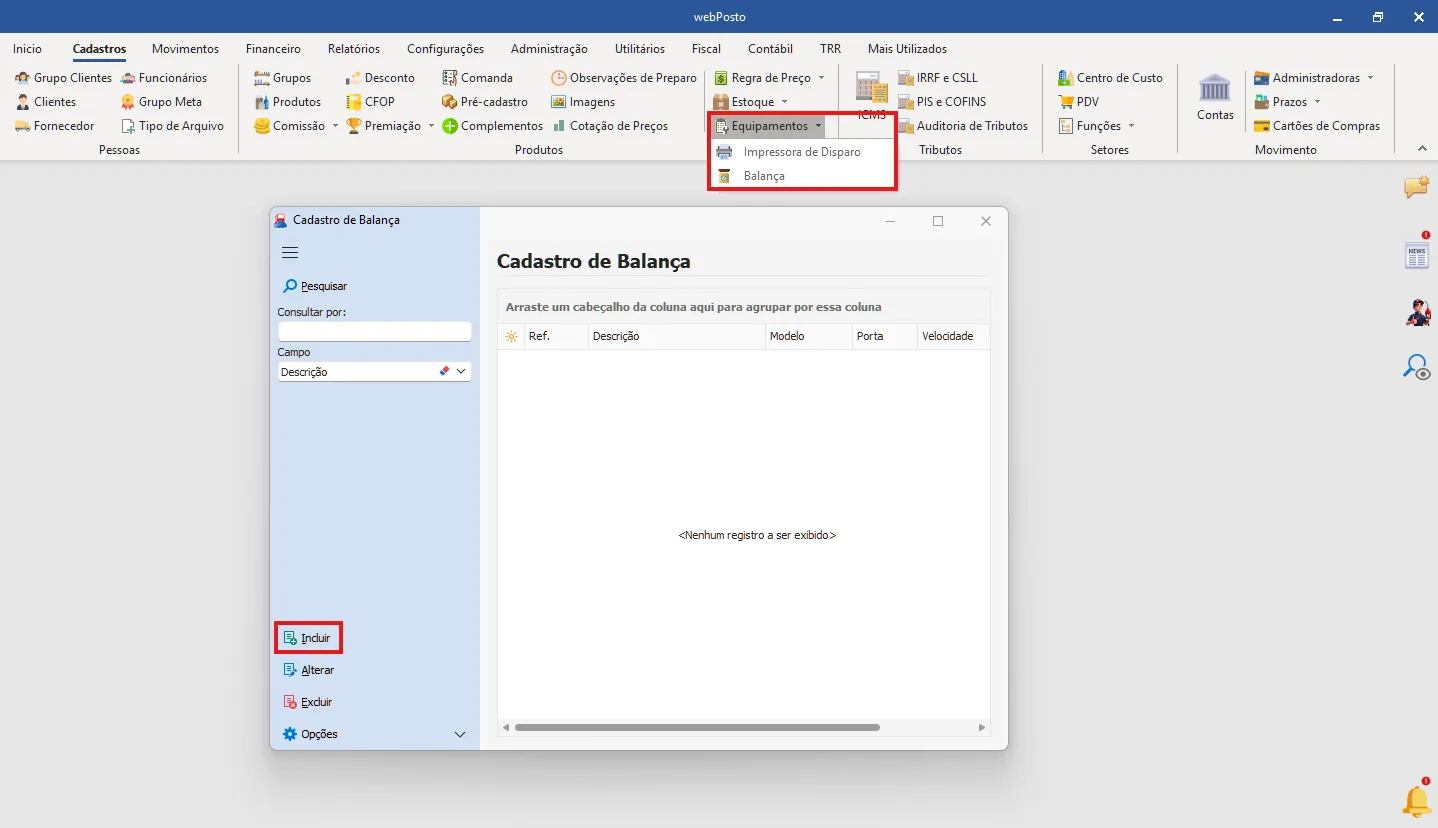 webPosto
Inicio Cadastros Movimentos Financeiro Relatórios Configurações Administração Utilitários Fiscal Contábil TRR Mais Utilizados
Grupo Clientes Funcionários Grupos Desconto Comanda Observações de Preparo Regra de Preço IRRF e CSLL Centro de Custo Administradoras
Clientes Grupo Meta Produtos CFOP Pré-cadastro Imagens Estoque PIS e COFINS PDV Prazos
ICMS Contas
Fornecedor Tipo de Arquivo Comissão Premiação Complementos Cotação de Preços Equipamentos Auditoria de Tributos Funções Cartões de Compras
Pessoas Produtos Tributos Setores Movimento
Impressora de Disparo
Balança
NEWS
Cadastro de Balança
Cadastro de Balança
Pesquisar
Consultar por:
Campo
Descrição
Arraste um cabeçalho da coluna aqui para agrupar por essa coluna
Ref. Descrição Modelo Porta Velocidade
<Nenhum registro a ser exibido>
Incluir
Alterar
Excluir
Opções